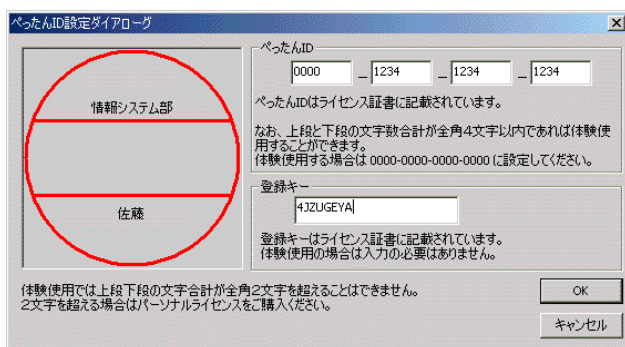 ぺったんID設定ダイアローグ
情報システム部
佐藤
ぺったんID
0000 _ 1234 _ 1234 _ 1234
ぺったんIDはライセンス証書に記載されています。
なお、上段と下段の文字数合計が全角4文字以内であれば体験使
用することができます。
体験使用する場合は 0000-0000-0000-0000 に設定してください。
登録キー
4JZUGEYA
登録キーはライセンス証書に記載されています。
体験使用の場合は入力の必要はありません。
体験使用では上段下段の文字合計が全角2文字を超えることはできません。
2文字を超える場合はパーソナルライセンスをご購入ください。
OK
キャンセル